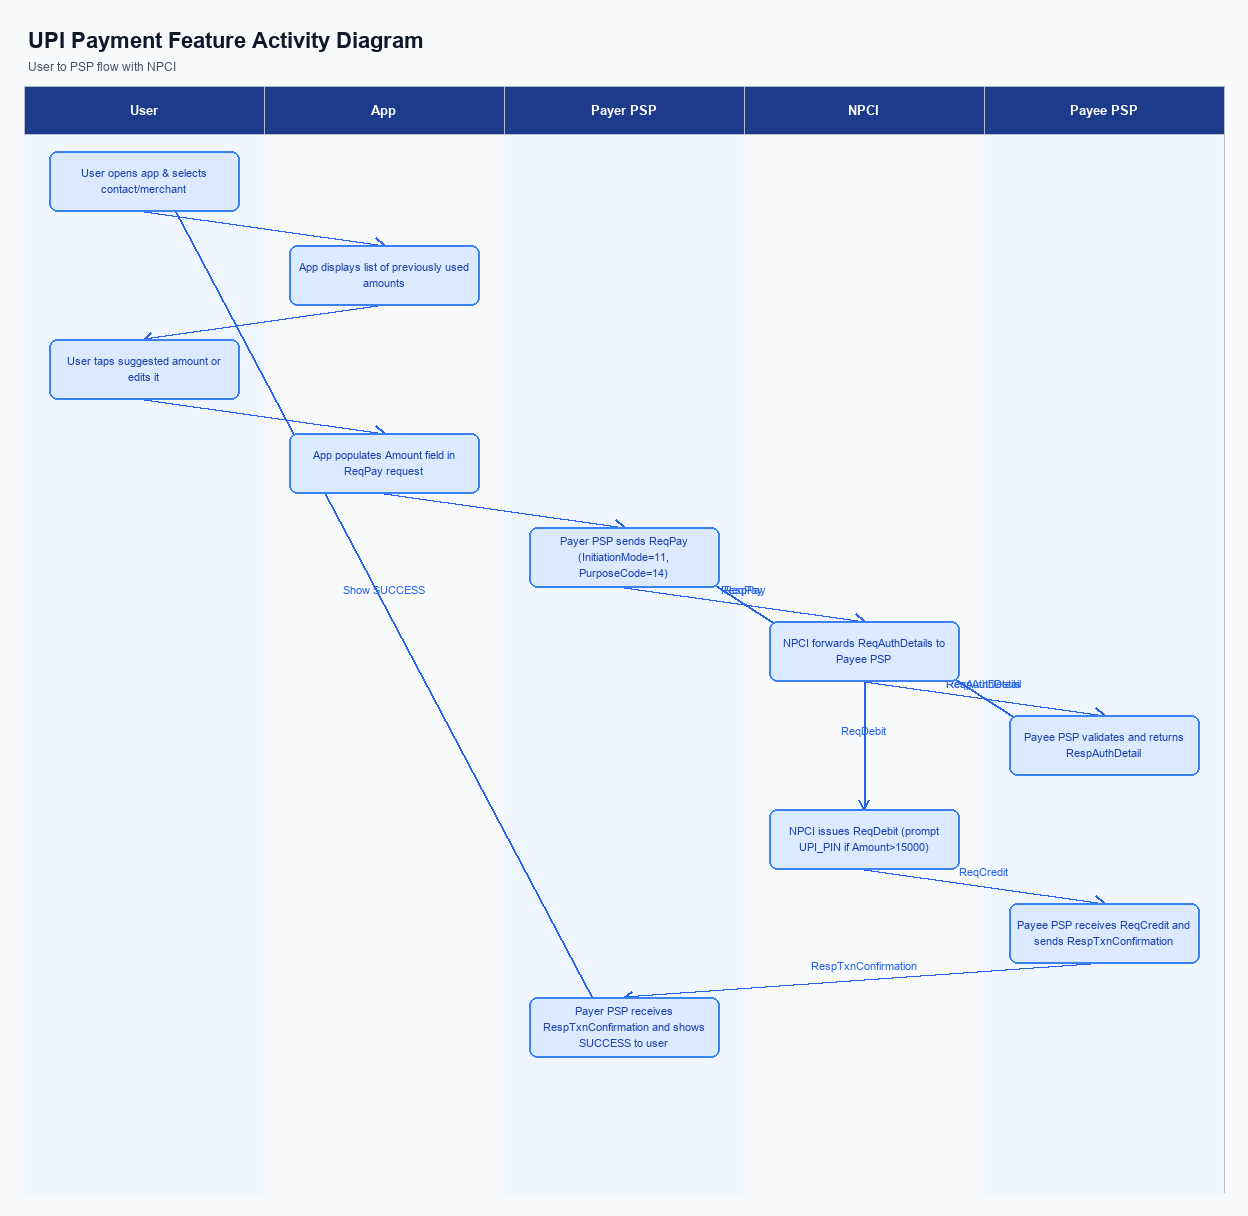 UPI Payment Feature Activity Diagram
User to PSP flow with NPCI
User
App
Payer PSP
NPCI
Payee PSP
User opens app & selects
contact/merchant
App displays list of previously used
amounts
User taps suggested amount or
edits it
App populates Amount field in
ReqPay request
Payer PSP sends ReqPay
(InitiationMode=11,
PurposeCode=14)
Show SUCCESS
NPCI forwards ReqAuthDetails to
Payee PSP
Payee PSP validates and returns
RespAuthDetail
ReqDebit
NPCI issues ReqDebit (prompt
UPI_PIN if Amount>15000)
ReqCredit
Payee PSP receives ReqCredit and
sends RespTxnConfirmation
RespTxnConfirmation
Payer PSP receives
RespTxnConfirmation and shows
SUCCESS to user